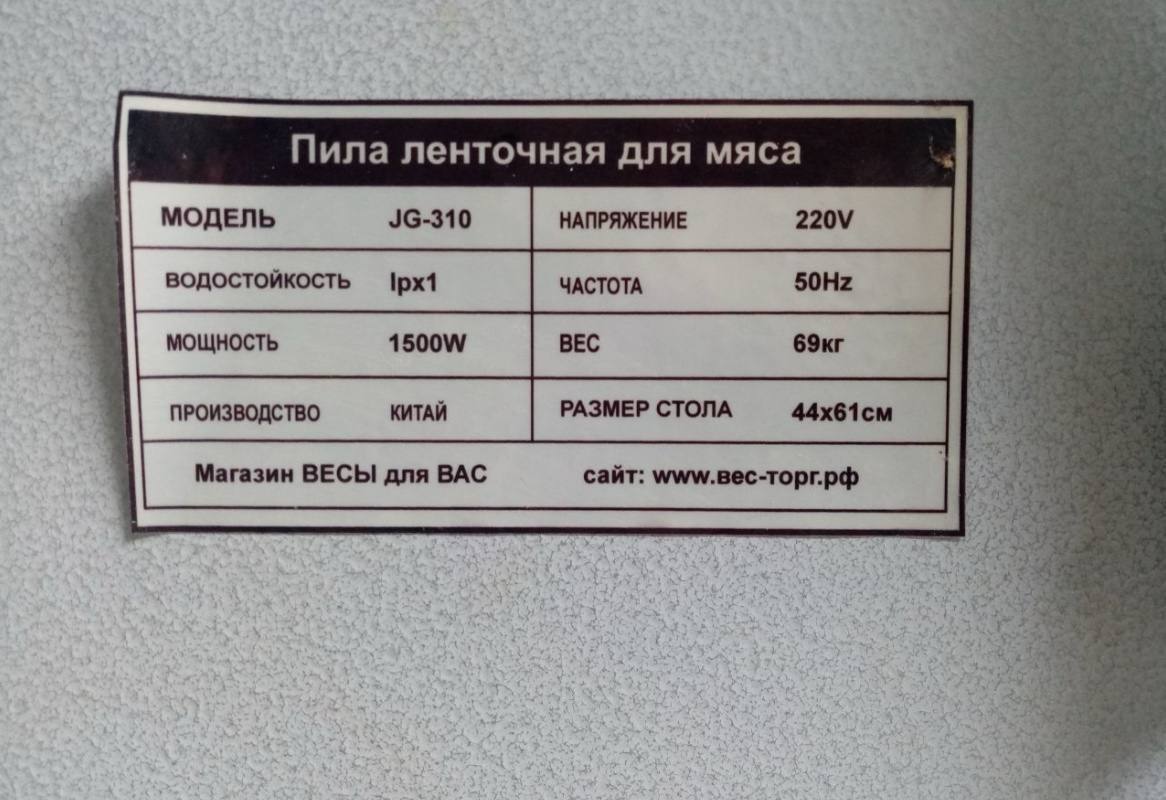 Пила ленточная для мяса
МОДЕЛЬ JG-310 НАПРЯЖЕНИЕ 220V
ВОДОСТОЙКОСТЬ Ipx1 ЧАСТОТА 50Hz
МОЩНОСТЬ 1500W ВЕС 69кг
ПРОИЗВОДСТВО КИТАЙ РАЗМЕР СТОЛА 44х61см
Магазин ВЕСЫ для ВАС сайт: www.вес-торг.рф